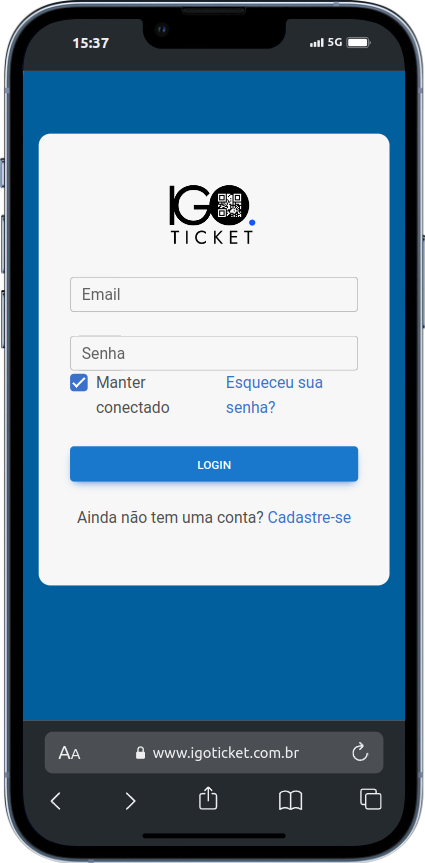 15:37
5G
IGO.
TICKET
Email
Senha
Manter
conectado
Esqueceu sua
senha?
LOGIN
Ainda não tem uma conta? Cadastre-se
AA
www.igoticket.com.br